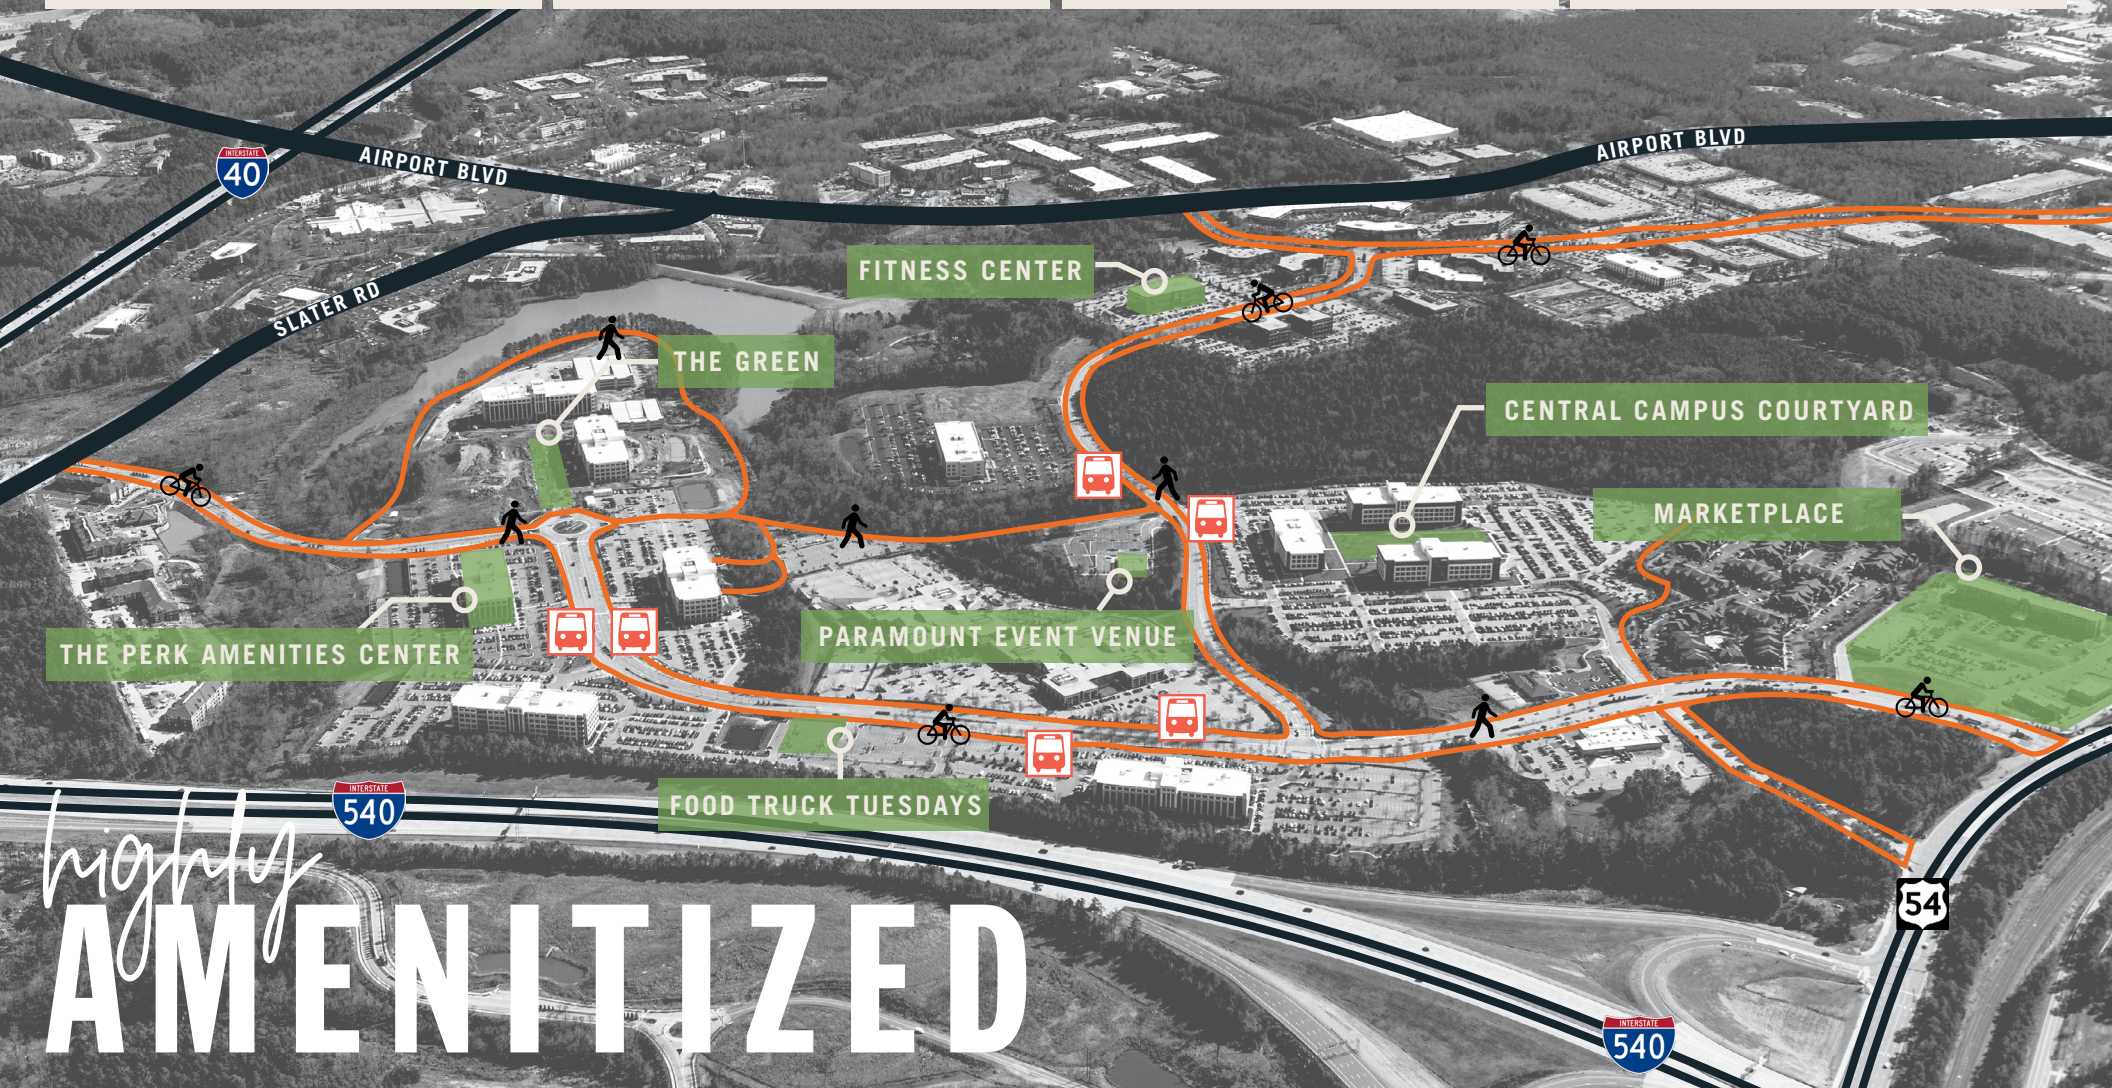 AIRPORT BLVD
INTERSTATE
40
AIRPORT BLVD
SLATER RD
FITNESS CENTER
THE GREEN
CENTRAL CAMPUS COURTYARD
MARKETPLACE
PARAMOUNT EVENT VENUE
THE PERK AMENITIES CENTER
FOOD TRUCK TUESDAYS
INTERSTATE
540
54
highly
AMENITIZED
INTERSTATE
540